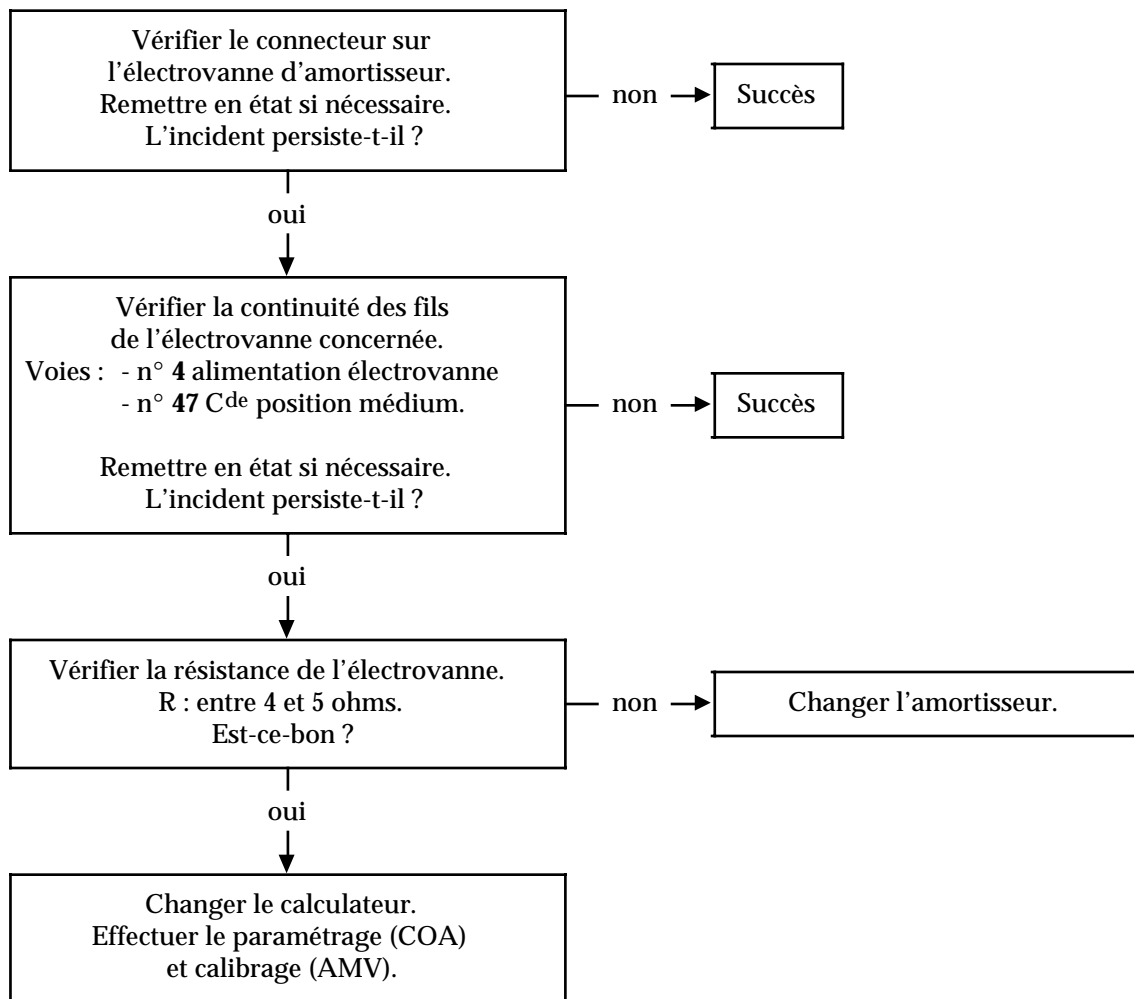 Vérifier le connecteur sur
l'électrovanne d'amortisseur.
Remettre en état si nécessaire.
L'incident persiste-t-il ?
non
Succès
oui
Vérifier la continuité des fils
de l'électrovanne concernée.
Voies : - n° 4 alimentation électrovanne
- n° 47 Cde position médium.
Remettre en état si nécessaire.
L'incident persiste-t-il ?
non
Succès
oui
Vérifier la résistance de l'électrovanne.
R : entre 4 et 5 ohms.
Est-ce-bon ?
non
Changer l'amortisseur.
oui
Changer le calculateur.
Effectuer le paramétrage (COA)
et calibrage (AMV).